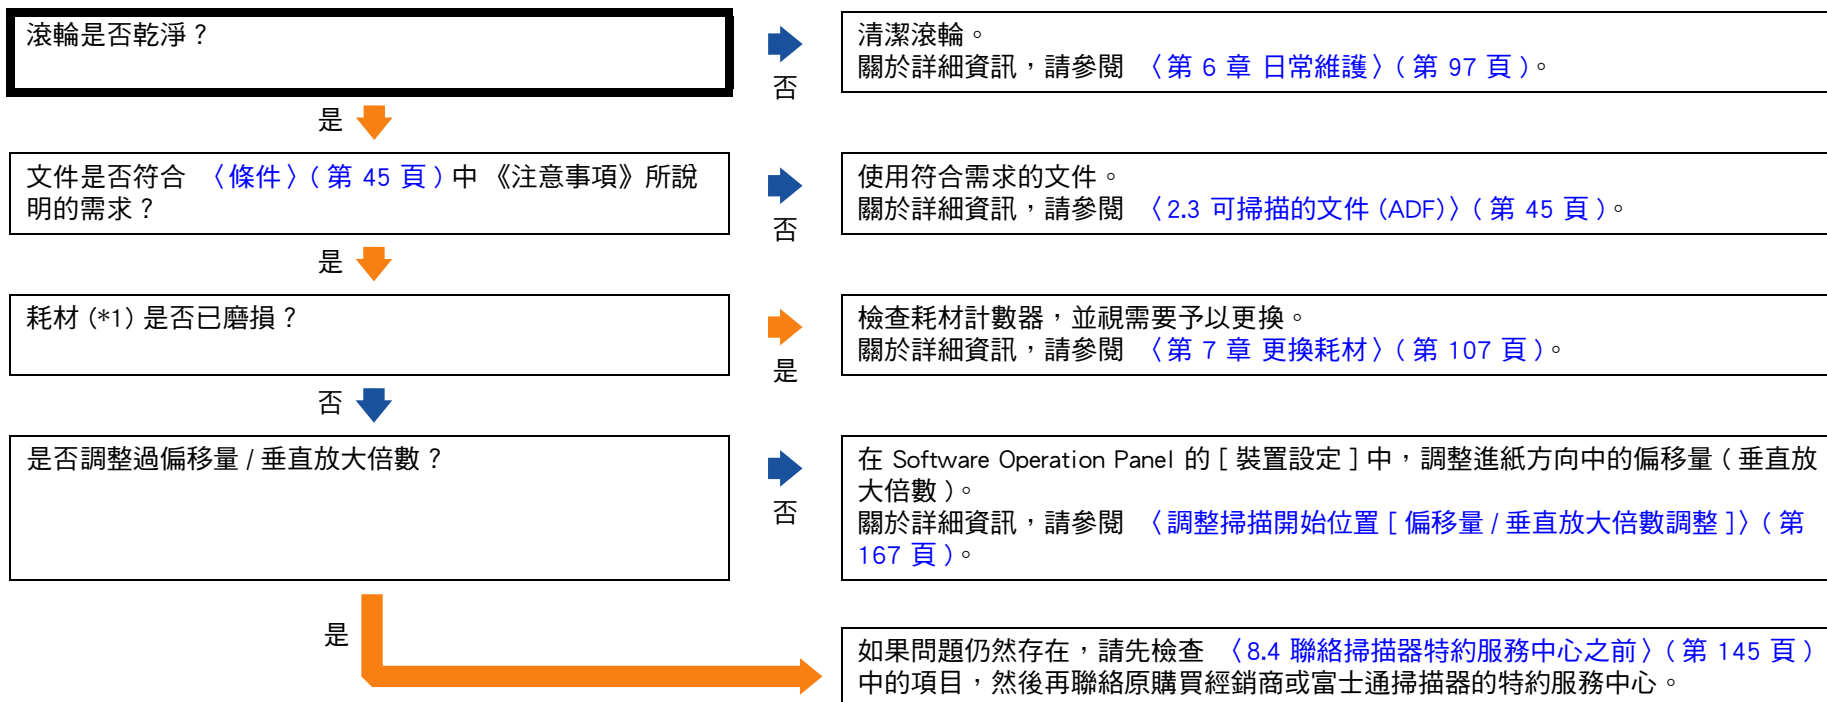 滾輪是否乾淨？
否
清潔滾輪。
關於詳細資訊，請參閱 〈第 6 章 日常維護〉( 第 97 頁 )。
是
文件是否符合 〈條件〉( 第 45 頁 ) 中 《注意事項》所說
明的需求？
否
使用符合需求的文件。
關於詳細資訊，請參閱 〈2.3 可掃描的文件 (ADF)〉( 第 45 頁 )。
是
耗材 (*1) 是否已磨損？
是
檢查耗材計數器，並視需要予以更換。
關於詳細資訊，請參閱 〈第 7 章 更換耗材〉( 第 107 頁 )。
否
是否調整過偏移量 / 垂直放大倍數？
否
在 Software Operation Panel 的 [ 裝置設定 ] 中，調整進紙方向中的偏移量 ( 垂直放
大倍數 )。
關於詳細資訊，請參閱 〈調整掃描開始位置 [ 偏移量 / 垂直放大倍數調整 ]〉( 第
167 頁 )。
是
如果問題仍然存在，請先檢查 〈8.4 聯絡掃描器特約服務中心之前〉( 第 145 頁 )
中的項目，然後再聯絡原購買經銷商或富士通掃描器的特約服務中心。